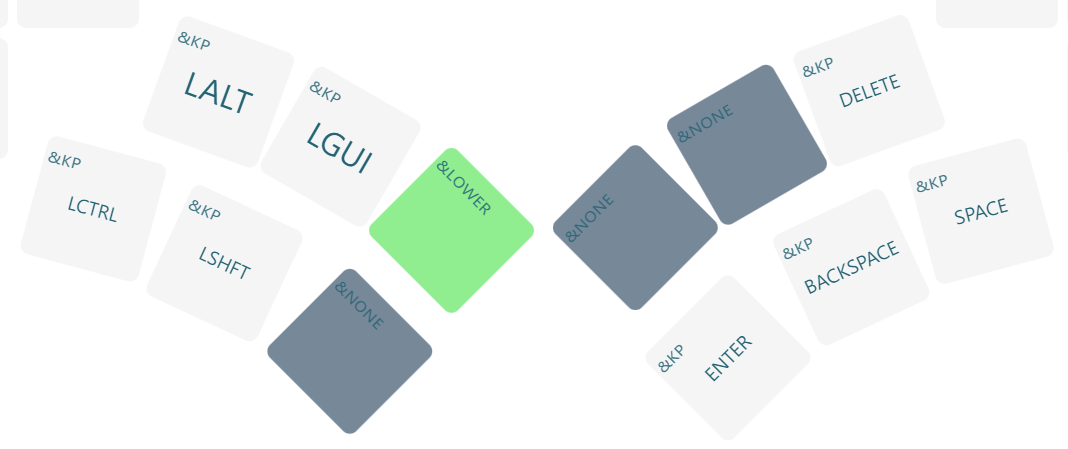 &KP
LALT
&KP
LGUI
&LOWER
&KP
LCTRL
&KP
LSHFT
&NONE
&NONE
&NONE
&KP
DELETE
&KP
ENTER
&KP
BACKSPACE
&KP
SPACE